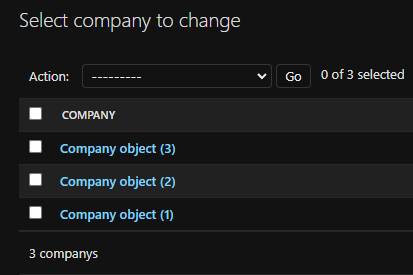 Select company to change
Action: --------- Go 0 of 3 selected
COMPANY
Company object (3)
Company object (2)
Company object (1)
3 companys